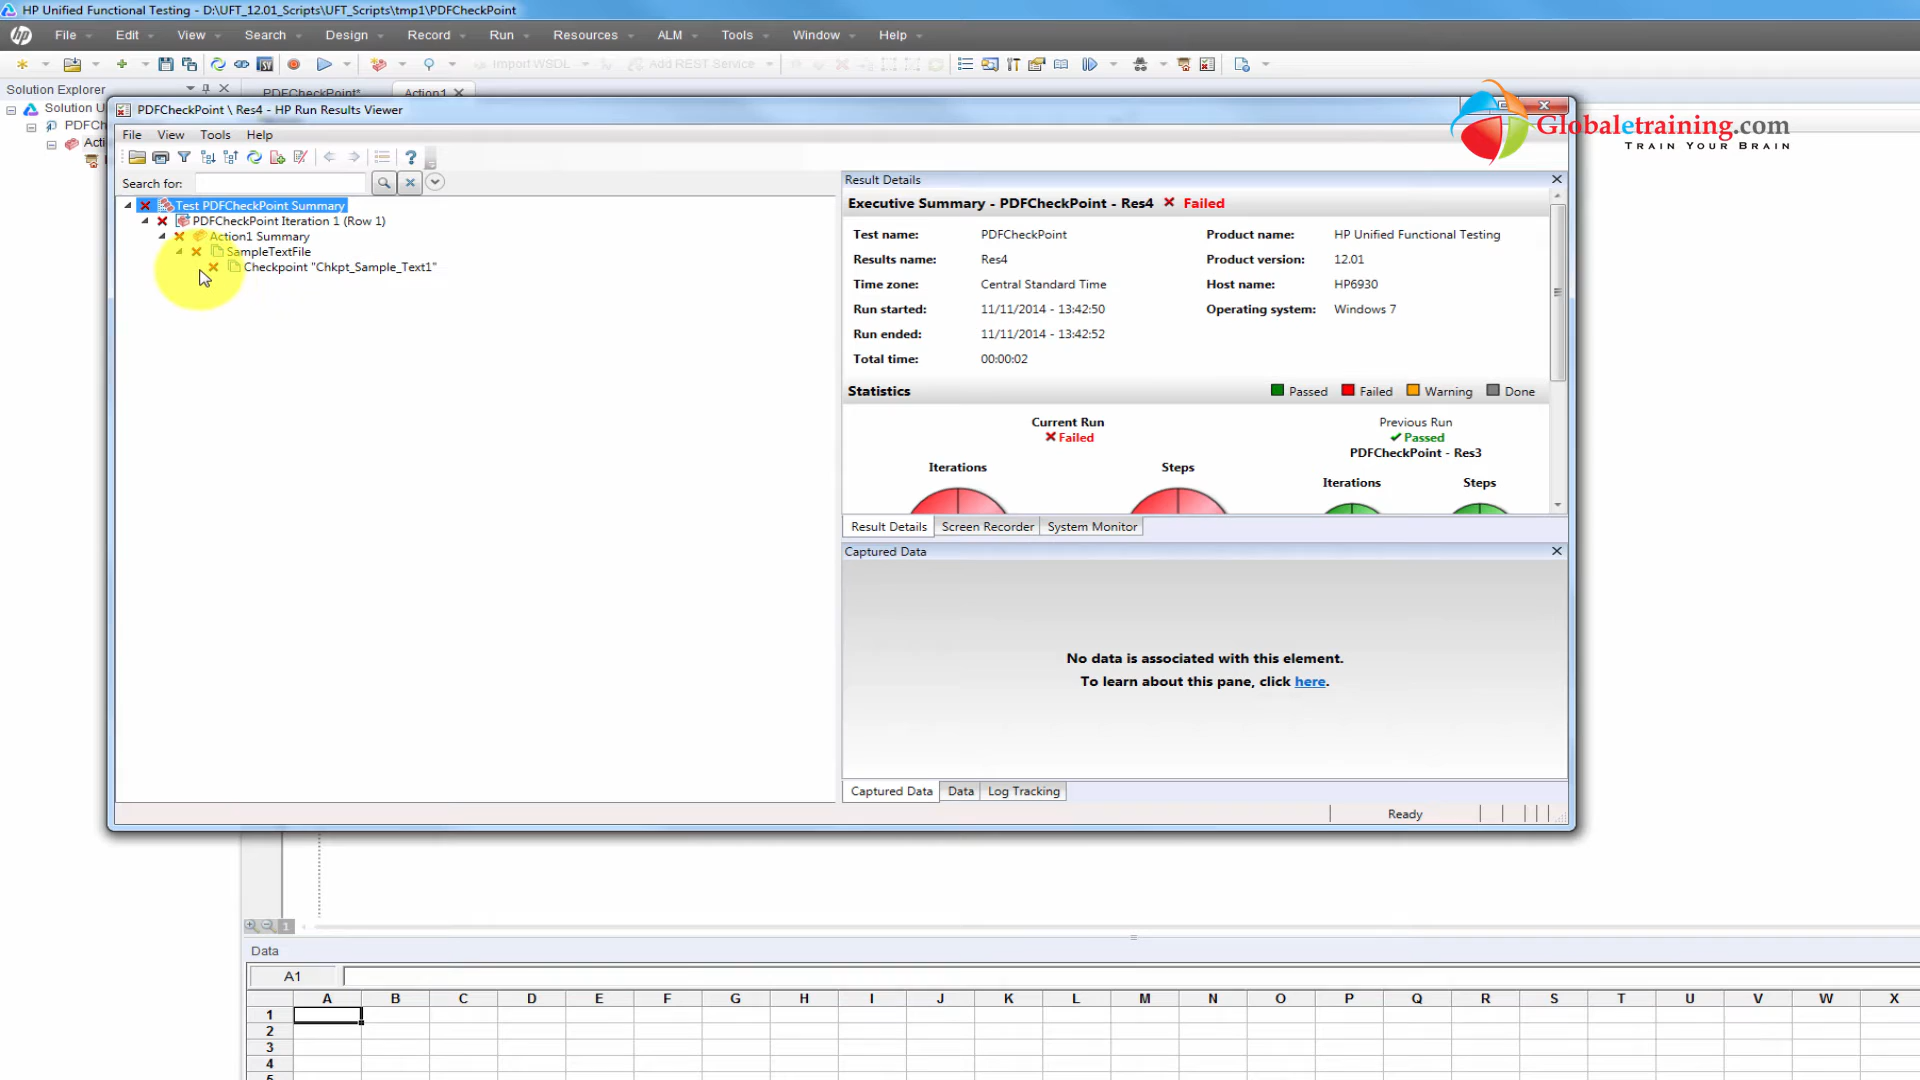 HP Unified Functional Testing - D:\UFT_12.01_Scripts\UFT_Scripts\tmp1\PDFCheckPoint
File Edit View Search Design Record Run Resources ALM Tools Window Help
Import WSDL Add REST Service
Solution Explorer
PDFCheckPoint* Action1
Solution U
PDFCh
Acti
PDFCheckPoint \ Res4 - HP Run Results Viewer
Globaletraining.com
TRAIN YOUR BRAIN
File View Tools Help
Search for:
Test PDFCheckPoint Summary
PDFCheckPoint Iteration 1 (Row 1)
Action1 Summary
SampleTextFile
Checkpoint "Chkpt_Sample_Text1"
Result Details
Executive Summary - PDFCheckPoint - Res4 Failed
Test name: PDFCheckPoint Product name: HP Unified Functional Testing
Results name: Res4 Product version: 12.01
Time zone: Central Standard Time Host name: HP6930
Run started: 11/11/2014 - 13:42:50 Operating system: Windows 7
Run ended: 11/11/2014 - 13:42:52
Total time: 00:00:02
Statistics Passed Failed Warning Done
Current Run Previous Run
Failed Passed
PDFCheckPoint - Res3
Iterations Steps Iterations Steps
Result Details Screen Recorder System Monitor
Captured Data
No data is associated with this element.
To learn about this pane, click here.
Captured Data Data Log Tracking
Ready
1
Data
A1
A B C D E F G H I J K L M N O P Q R S T U V W X
1
2
3
4
5